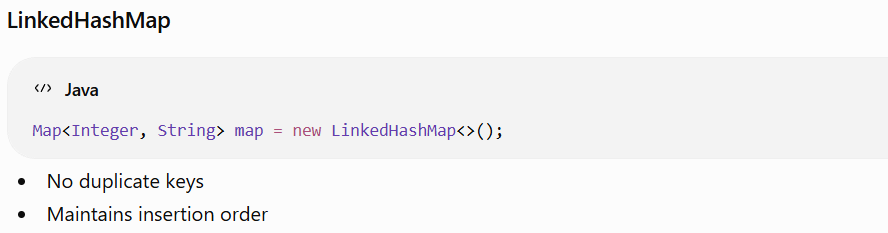 LinkedHashMap
</> Java
Map<Integer, String> map = new LinkedHashMap<>();
• No duplicate keys
• Maintains insertion order